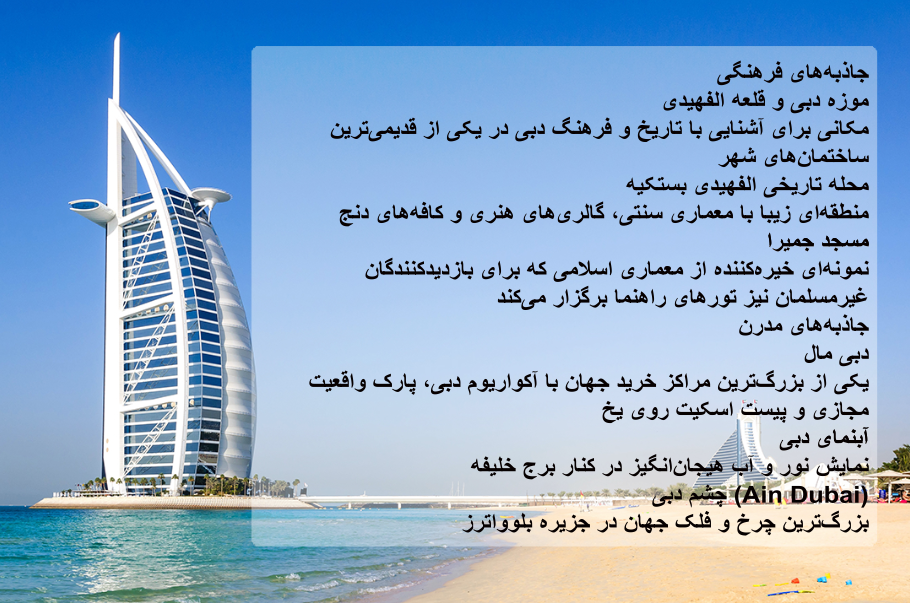 جاذبه‌های فرهنگی
موزه دبی و قلعه الفهیدی
مکانی برای آشنایی با تاریخ و فرهنگ دبی در یکی از قدیمی‌ترین
ساختمان‌های شهر
محله تاریخی الفهیدی بستکیه
منطقه‌ای زیبا با معماری سنتی، گالری‌های هنری و کافه‌های دنج
مسجد جمیرا
نمونه‌ای خیره‌کننده از معماری اسلامی که برای بازدیدکنندگان
غیرمسلمان نیز تورهای راهنما برگزار می‌کند
جاذبه‌های مدرن
دبی مال
یکی از بزرگ‌ترین مراکز خرید جهان با آکواریوم دبی، پارک واقعیت
مجازی و پیست اسکیت روی یخ
آبنمای دبی
نمایش نور و آب هیجان‌انگیز در کنار برج خلیفه
(Ain Dubai) چشم دبی
بزرگ‌ترین چرخ و فلک جهان در جزیره بلوواترز